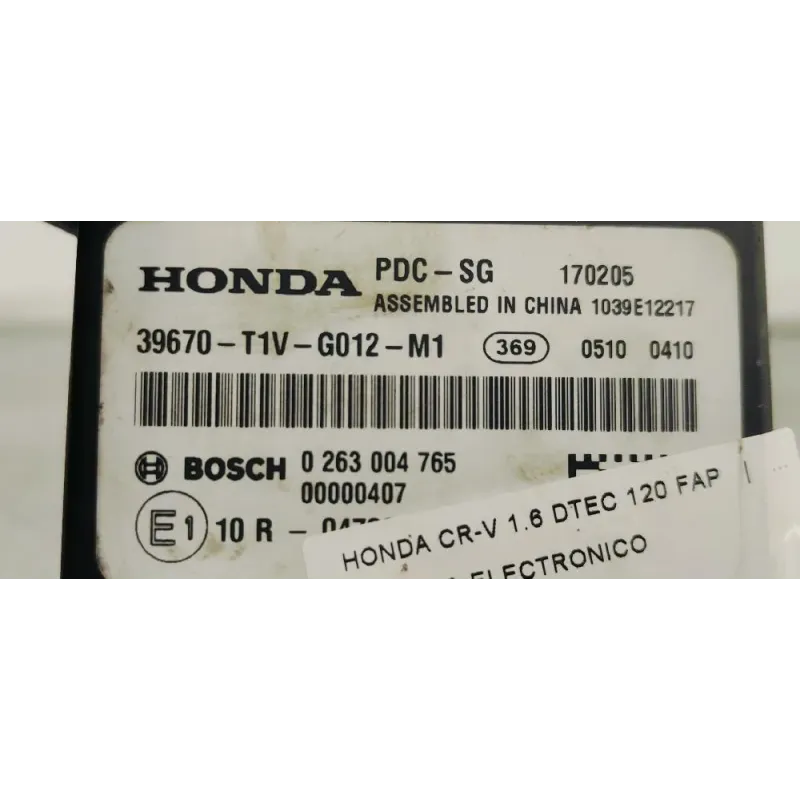 HONDA PDC-SG 170205
ASSEMBLED IN CHINA 1039E12217
39670-T1V-G012-M1 369 0510 0410
BOSCH 0 263 004 765
00000407
E1 10 R -
HONDA CR-V 1.6 DTEC 120 FAP | ...
ELECTRONICO